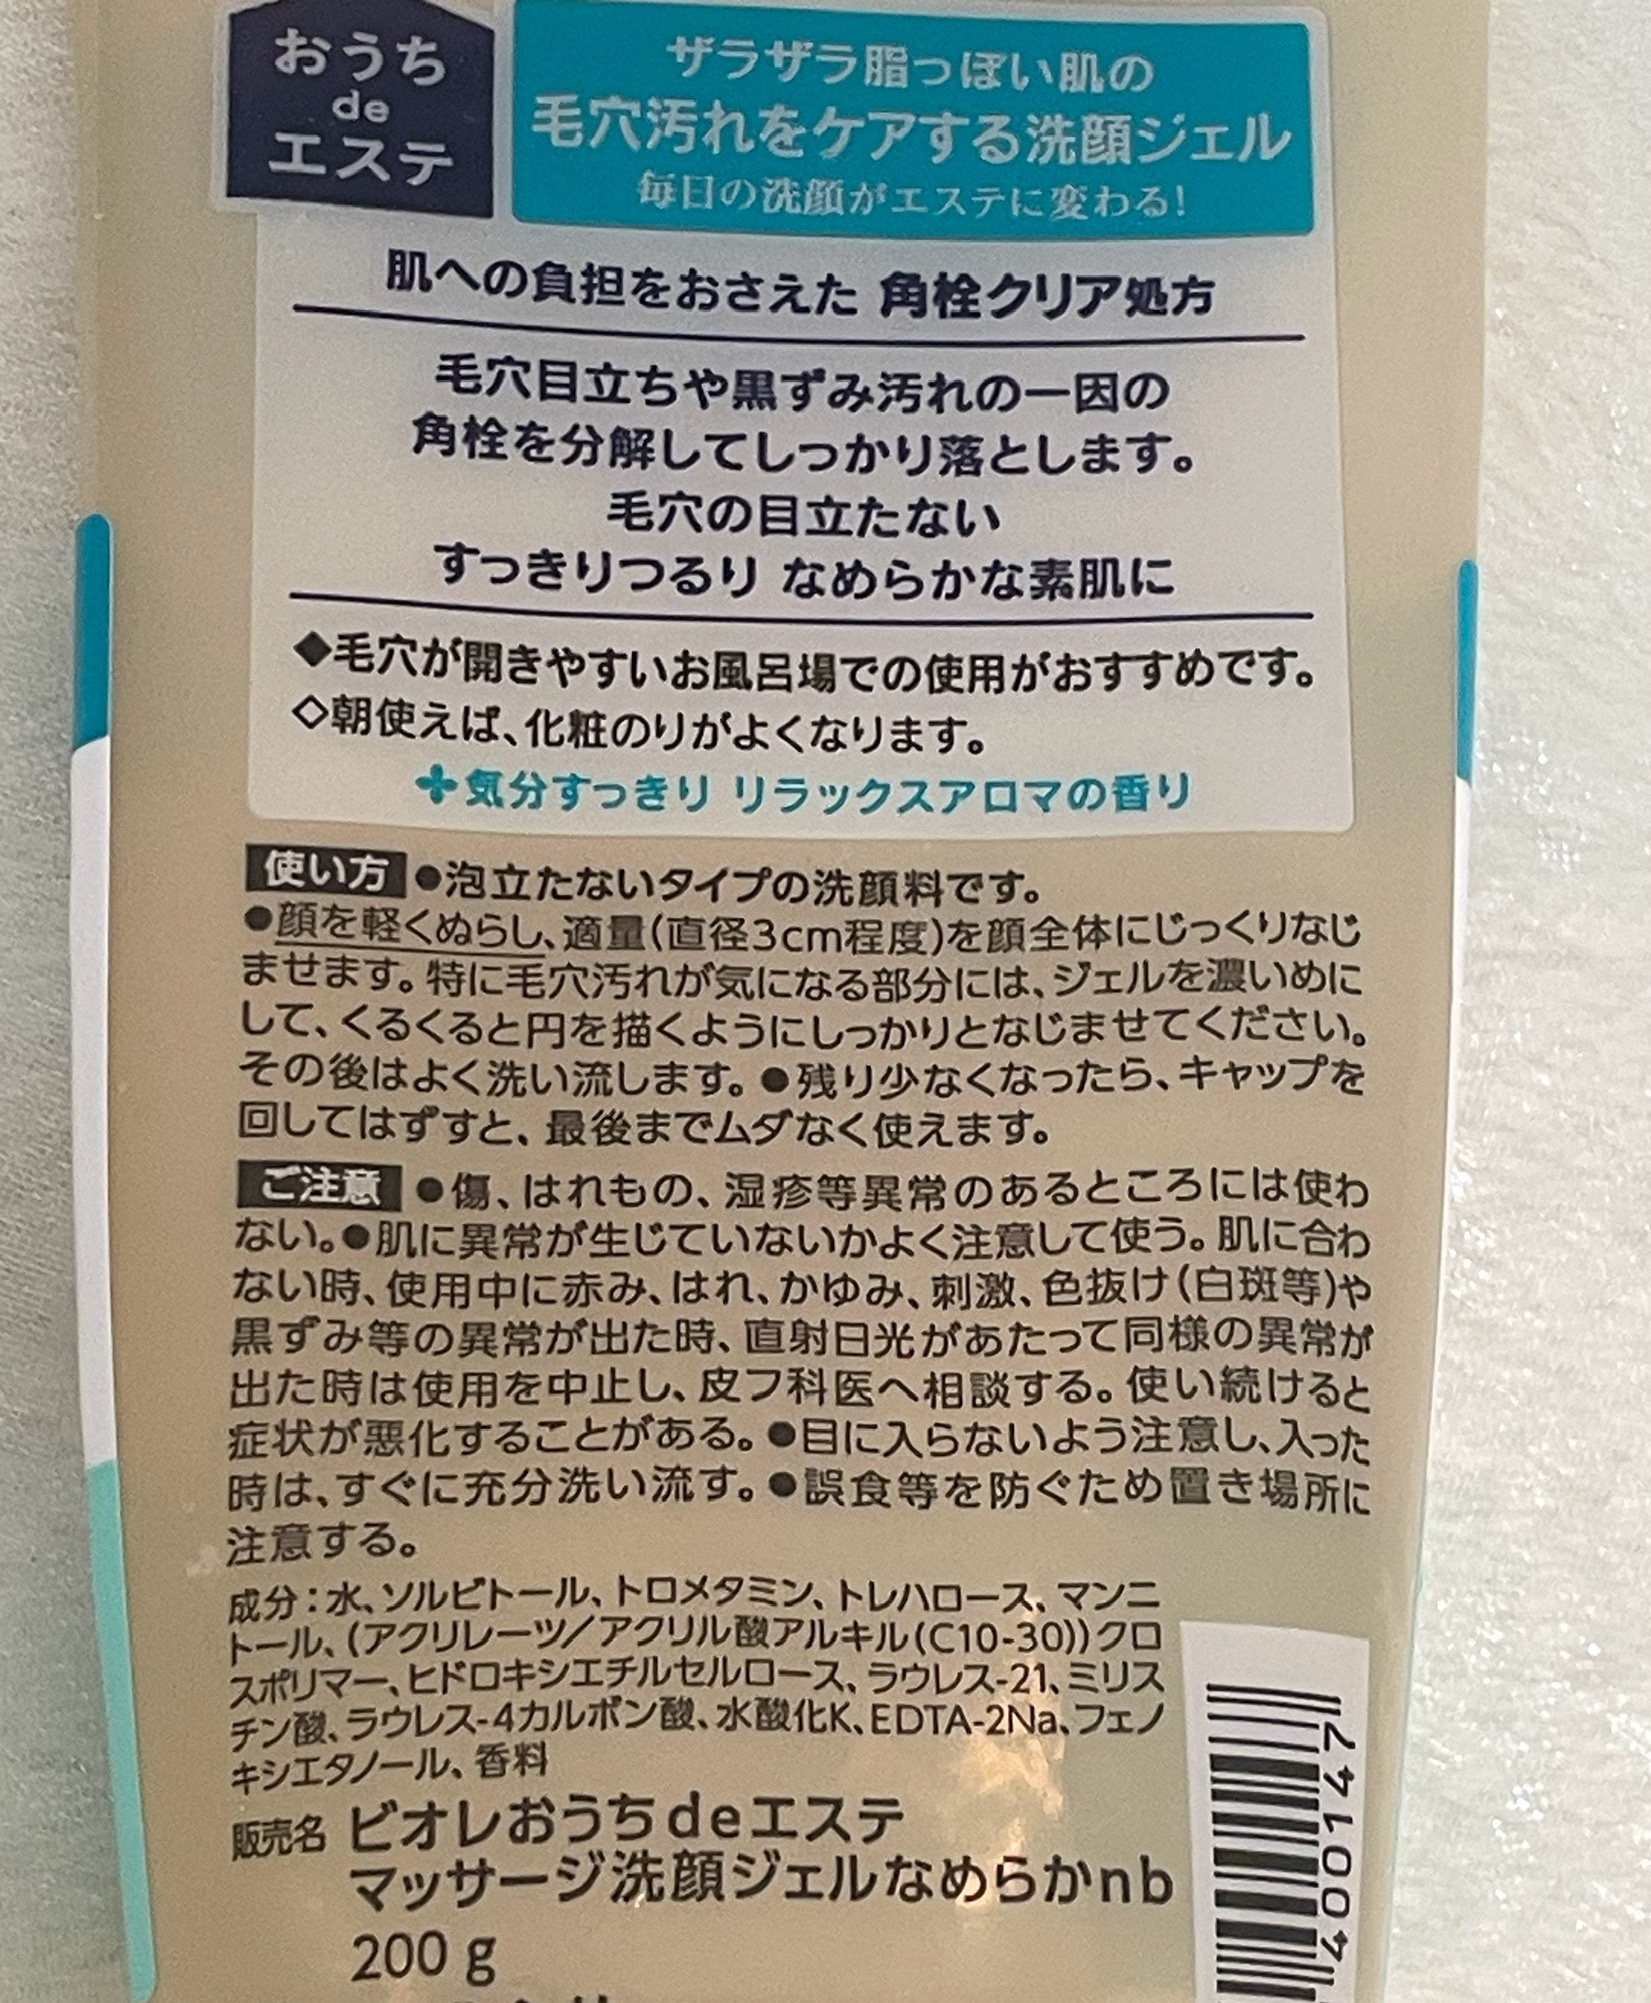 おうち
de
エステ
ザラザラ脂っぽい肌の
毛穴汚れをケアする洗顔ジェル
毎日の洗顔がエステに変わる!
肌への負担をおさえた 角栓クリア処方
毛穴目立ちや黒ずみ汚れの一因の
角栓を分解してしっかり落とします。
毛穴の目立たない
すっきりつるり なめらかな素肌に
◆毛穴が開きやすいお風呂場での使用がおすすめです。
◇朝使えば、化粧のりがよくなります。
✤気分すっきり リラックスアロマの香り
使い方 ●泡立たないタイプの洗顔料です。
●顔を軽くぬらし、適量(直径3cm程度)を顔全体にじっくりなじ
ませます。特に毛穴汚れが気になる部分には、ジェルを濃いめに
して、くるくると円を描くようにしっかりとなじませてください。
その後はよく洗い流します。●残り少なくなったら、キャップを
回してはずすと、最後までムダなく使えます。
ご注意 ●傷、はれもの、湿疹等異常のあるところには使わ
ない。●肌に異常が生じていないかよく注意して使う。肌に合わ
ない時、使用中に赤み、はれ、かゆみ、刺激、色抜け(白斑等)や
黒ずみ等の異常が出た時、直射日光があたって同様の異常が
出た時は使用を中止し、皮フ科医へ相談する。使い続けると
症状が悪化することがある。●目に入らないよう注意し、入った
時は、すぐに充分洗い流す。●誤食等を防ぐため置き場所に
注意する。
成分：水、ソルビトール、トロメタミン、トレハロース、マンニ
トール、(アクリレーツ/アクリル酸アルキル(C10-30))クロ
スポリマー、ヒドロキシエチルセルロース、ラウレス-21、ミリス
チン酸、ラウレス-4カルボン酸、水酸化K、EDTA-2Na、フェノ
キシエタノール、香料
販売名 ビオレおうちdeエステ
マッサージ洗顔ジェルなめらかnb
200 g